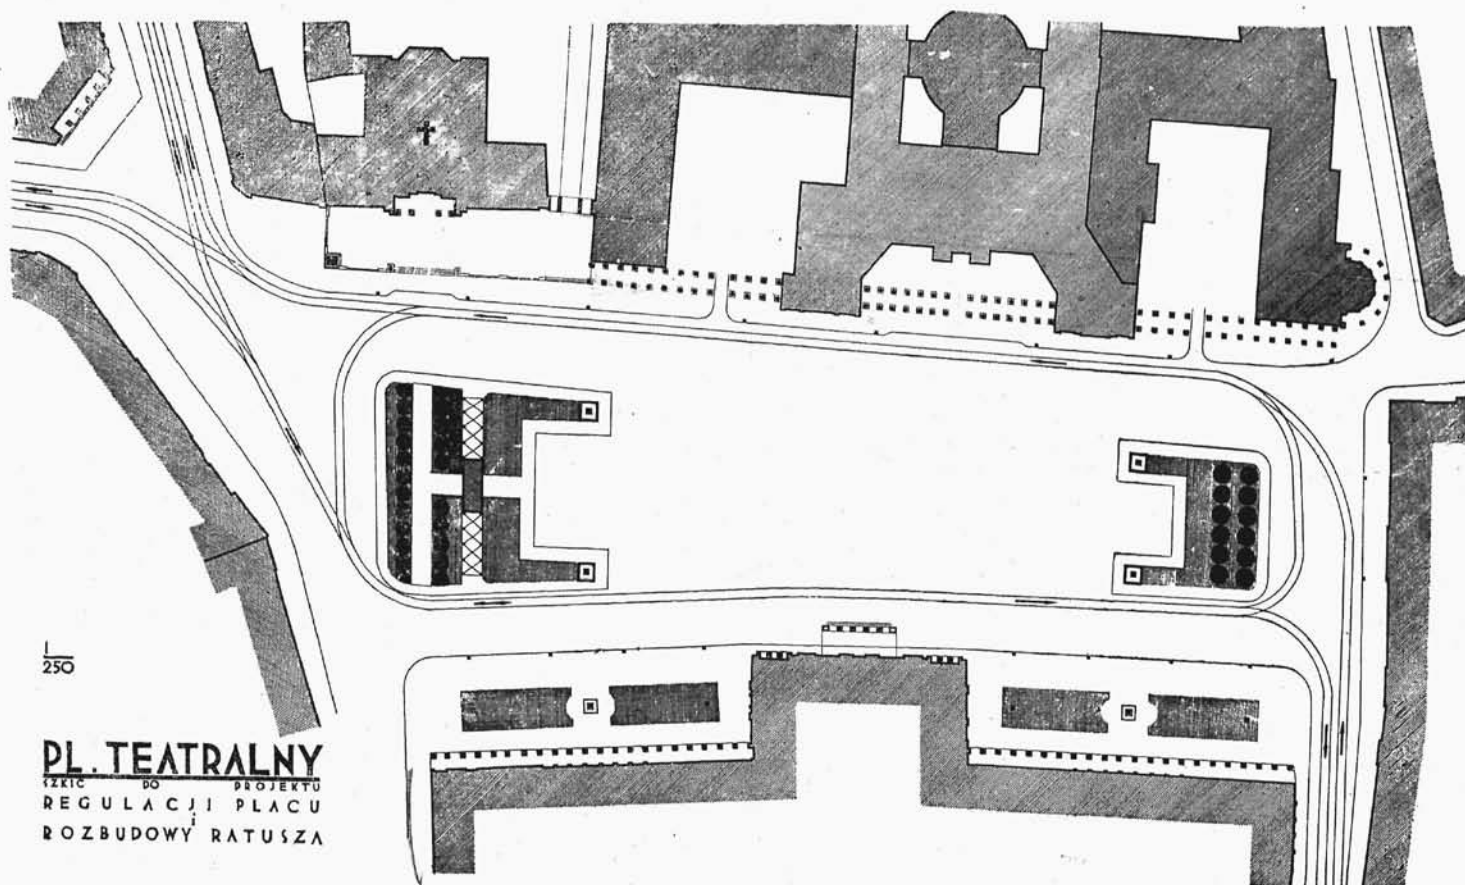 1
250
PL. TEATRALNY
SZKIC DO PROJEKTU
REGULACJI PLACU
i
ROZBUDOWY RATUSZA